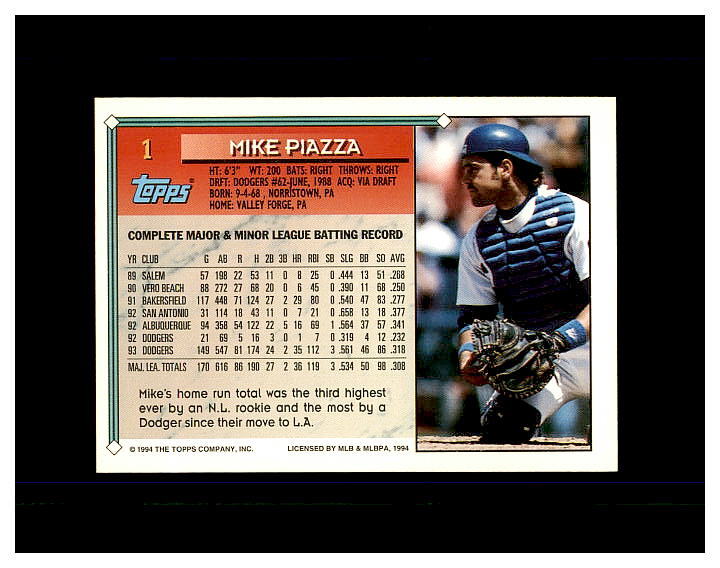 1
MIKE PIAZZA
HT: 6'3" WT: 200 BATS: RIGHT THROWS: RIGHT
DRFT: DODGERS #62-JUNE, 1988 ACQ: VIA DRAFT
BORN: 9-4-68 , NORRISTOWN, PA
HOME: VALLEY FORGE, PA
Topps
COMPLETE MAJOR & MINOR LEAGUE BATTING RECORD
YR CLUB G AB R H 2B 3B HR RBI SB SLG BB SO AVG
89 SALEM 57 198 22 53 11 0 8 25 0 .444 13 51 .268
90 VERO BEACH 88 272 27 68 20 0 6 45 0 .390 11 68 .250
91 BAKERSFIELD 117 448 71 124 27 2 29 80 0 .540 47 83 .277
92 SAN ANTONIO 31 114 18 43 11 0 7 21 0 .658 13 18 .377
92 ALBUQUERQUE 94 358 54 122 22 5 16 69 1 .564 37 57 .341
92 DODGERS 21 69 5 16 3 0 1 7 0 .319 4 12 .232
93 DODGERS 149 547 81 174 24 2 35 112 3 .561 46 86 .318
MAJ. LEA. TOTALS 170 616 86 190 27 2 36 119 3 .534 50 98 .308
Mike's home run total was the third highest
ever by an N.L. rookie and the most by a
Dodger since their move to L.A.
© 1994 THE TOPPS COMPANY, INC. LICENSED BY MLB & MLBPA, 1994